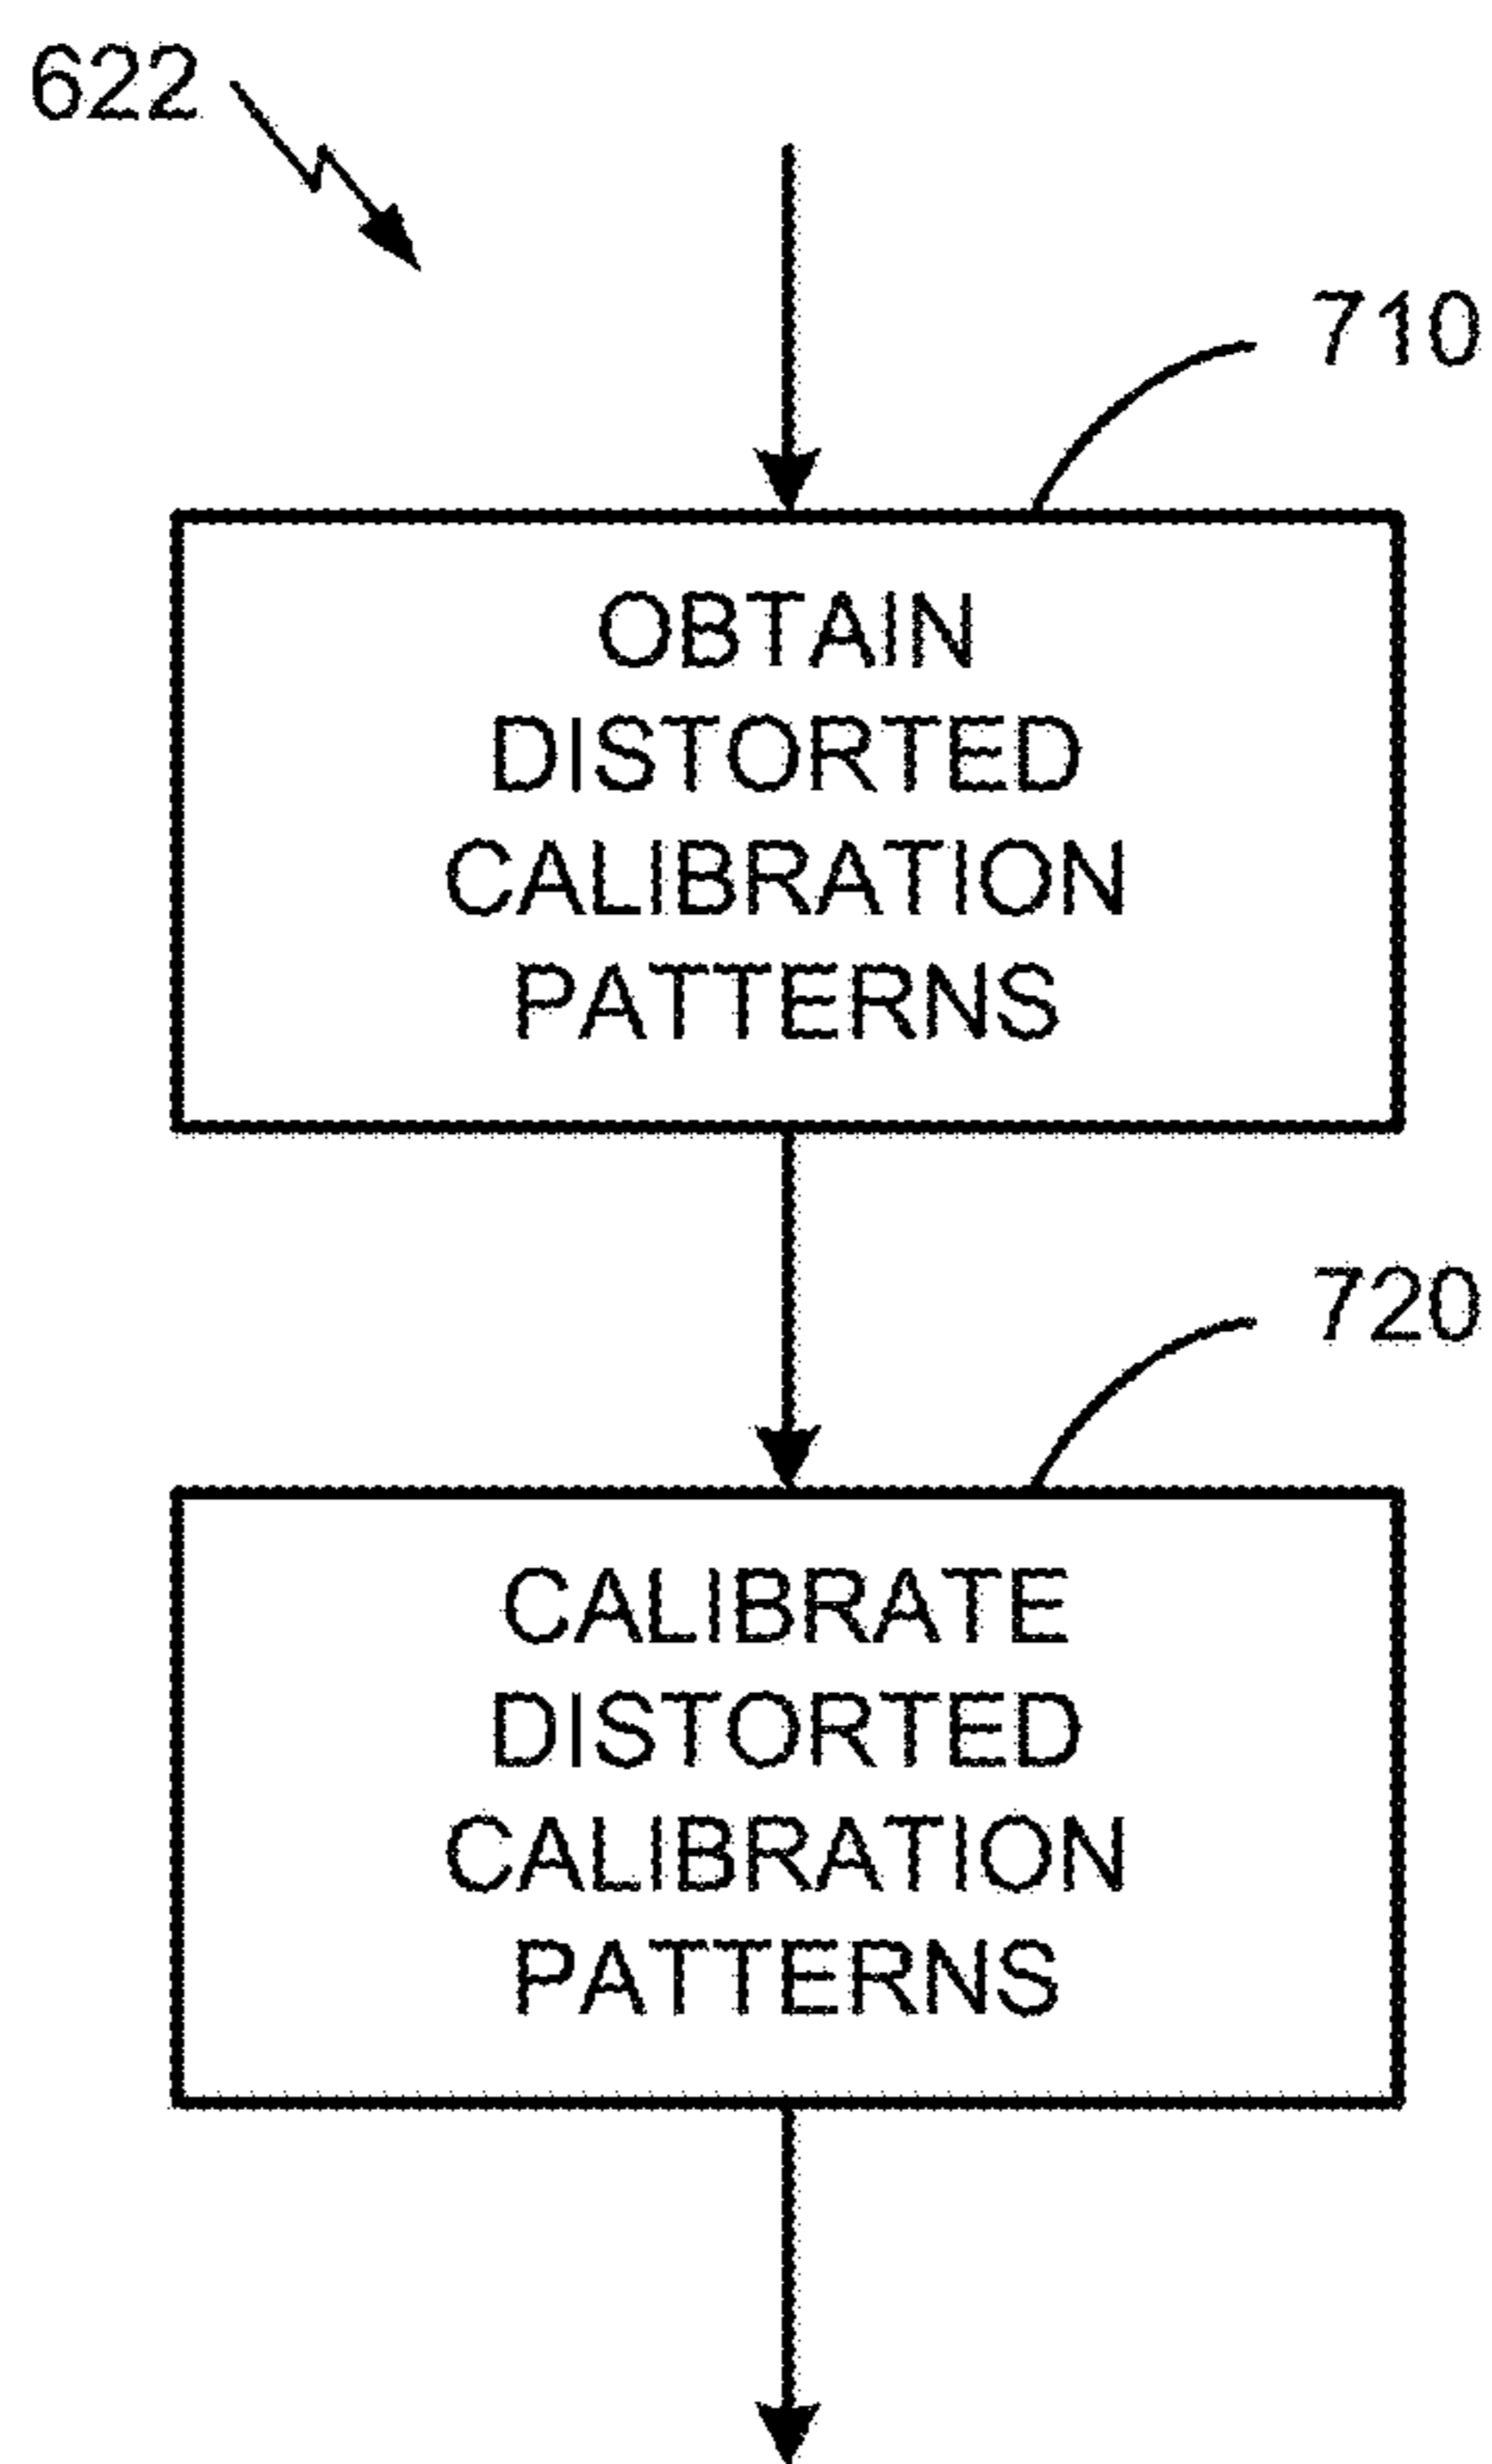 622
710
OBTAIN
DISTORTED
CALIBRATION
PATTERNS
720
CALIBRATE
DISTORTED
CALIBRATION
PATTERNS